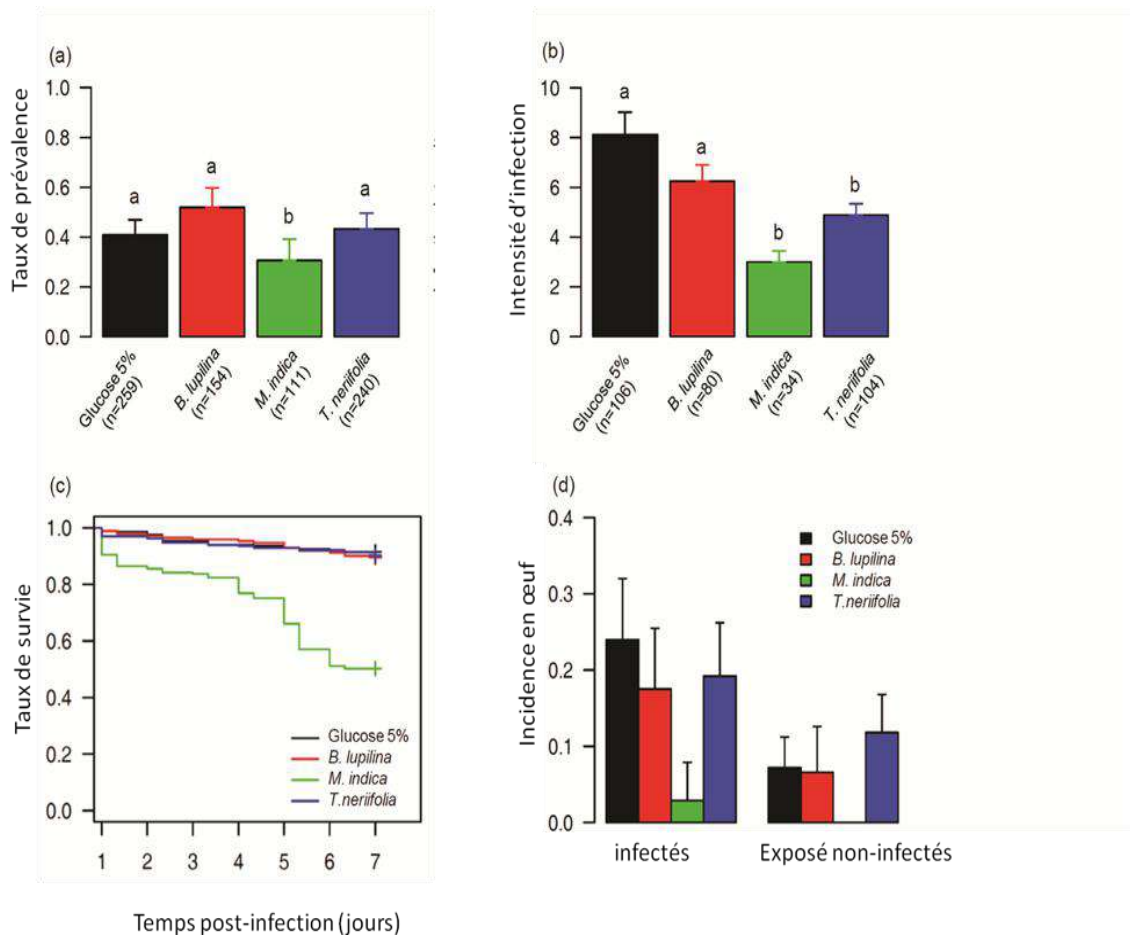 (a)
Taux de prévalence
1.0
0.8
0.6
0.4
0.2
0.0
a
a
b
a
Glucose 5%
(n=259)
B. lupilina
(n=154)
M. indica
(n=111)
T. neriifolia
(n=240)
(b)
Intensité d'infection
10
8
6
4
2
0
a
a
b
b
Glucose 5%
(n=106)
B. lupilina
(n=80)
M. indica
(n=34)
T. neriifolia
(n=104)
(c)
Taux de survie
1.0
0.8
0.6
0.4
0.2
0.0
Glucose 5%
B. lupilina
M. indica
T.neriifolia
1 2 3 4 5 6 7
Temps post-infection (jours)
(d)
Incidence en œuf
0.4
0.3
0.2
0.1
0.0
Glucose 5%
B. lupilina
M. indica
T.neriifolia
infectés
Exposé non-infectés